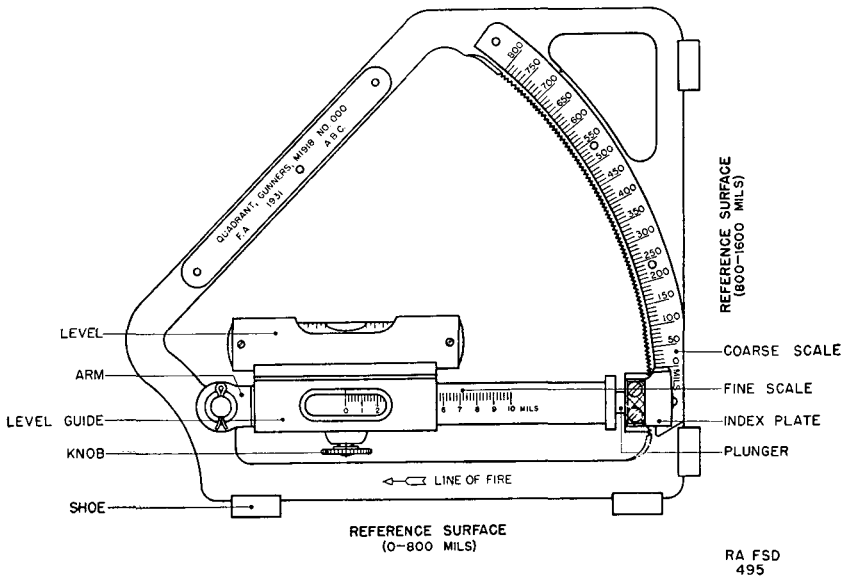 QUADRANT, GUNNERS, M1918 NO 000
F.A 1931 A.B.C.
800
750
700
650
600
550
500
450
400
350
300
250
200
150
100
50
0 MILS
REFERENCE SURFACE
(800-1600 MILS)
LEVEL
ARM
LEVEL GUIDE
KNOB
SHOE
0 1 2
6 7 8 9 10 MILS
COARSE SCALE
FINE SCALE
INDEX PLATE
PLUNGER
LINE OF FIRE
REFERENCE SURFACE
(0-800 MILS)
RA FSD
495